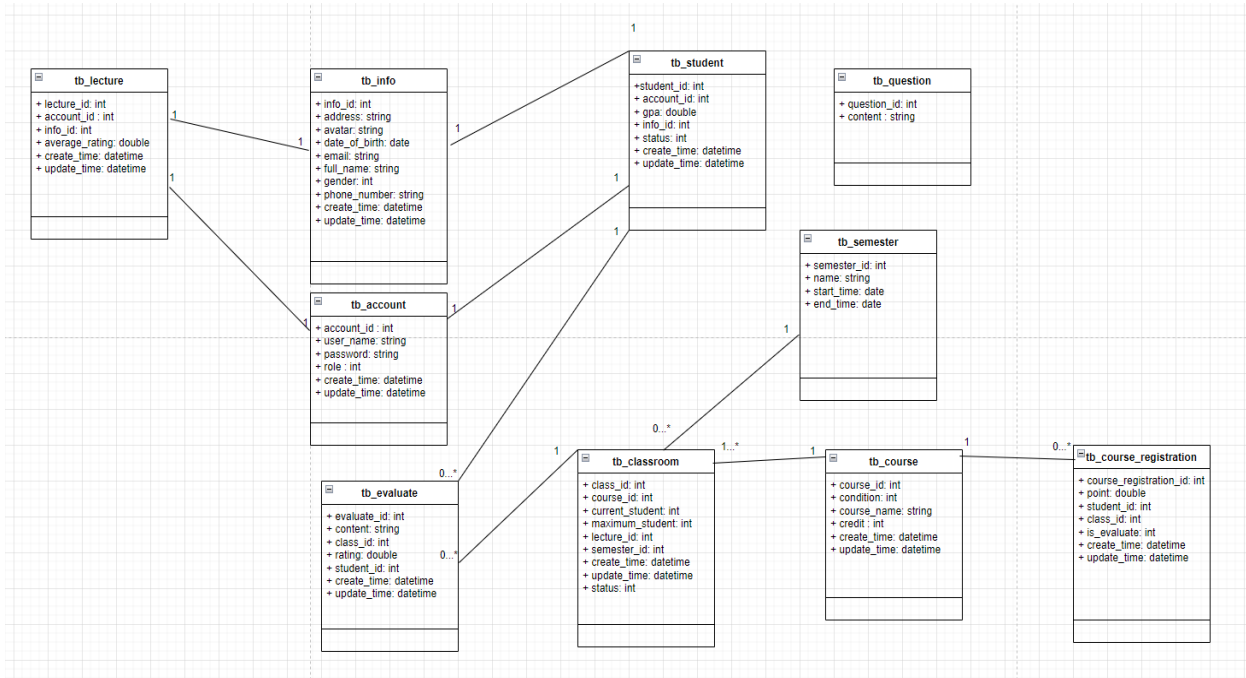 tb_lecture
+ lecture_id: int
+ account_id : int
+ info_id: int
+ average_rating: double
+ create_time: datetime
+ update_time: datetime
1
1
tb_info
+ info_id: int
+ address: string
+ avatar: string
+ date_of_birth: date
+ email: string
+ full_name: string
+ gender: int
+ phone_number: string
+ create_time: datetime
+ update_time: datetime
1
1
1
tb_student
+student_id: int
+ account_id: int
+ gpa: double
+ info_id: int
+ status: int
+ create_time: datetime
+ update_time: datetime
1
1
tb_question
+ question_id: int
+ content : string
tb_account
+ account_id : int
+ user_name: string
+ password: string
+ role : int
+ create_time: datetime
+ update_time: datetime
1
1
tb_semester
+ semester_id: int
+ name: string
+ start_time: date
+ end_time: date
1
0...*
tb_evaluate
+ evaluate_id: int
+ content: string
+ class_id: int
+ rating: double
+ student_id: int
+ create_time: datetime
+ update_time: datetime
0...*
0...*
1
tb_classroom
+ class_id: int
+ course_id: int
+ current_student: int
+ maximum_student: int
+ lecture_id: int
+ semester_id: int
+ create_time: datetime
+ update_time: datetime
+ status: int
1...*
1
tb_course
+ course_id: int
+ condition: int
+ course_name: string
+ credit : int
+ create_time: datetime
+ update_time: datetime
1
0...*
tb_course_registration
+ course_registration_id: int
+ point: double
+ student_id: int
+ class_id: int
+ is_evaluate: int
+ create_time: datetime
+ update_time: datetime